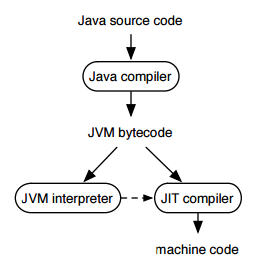 Java source code
Java compiler
JVM bytecode
JVM interpreter
JIT compiler
machine code